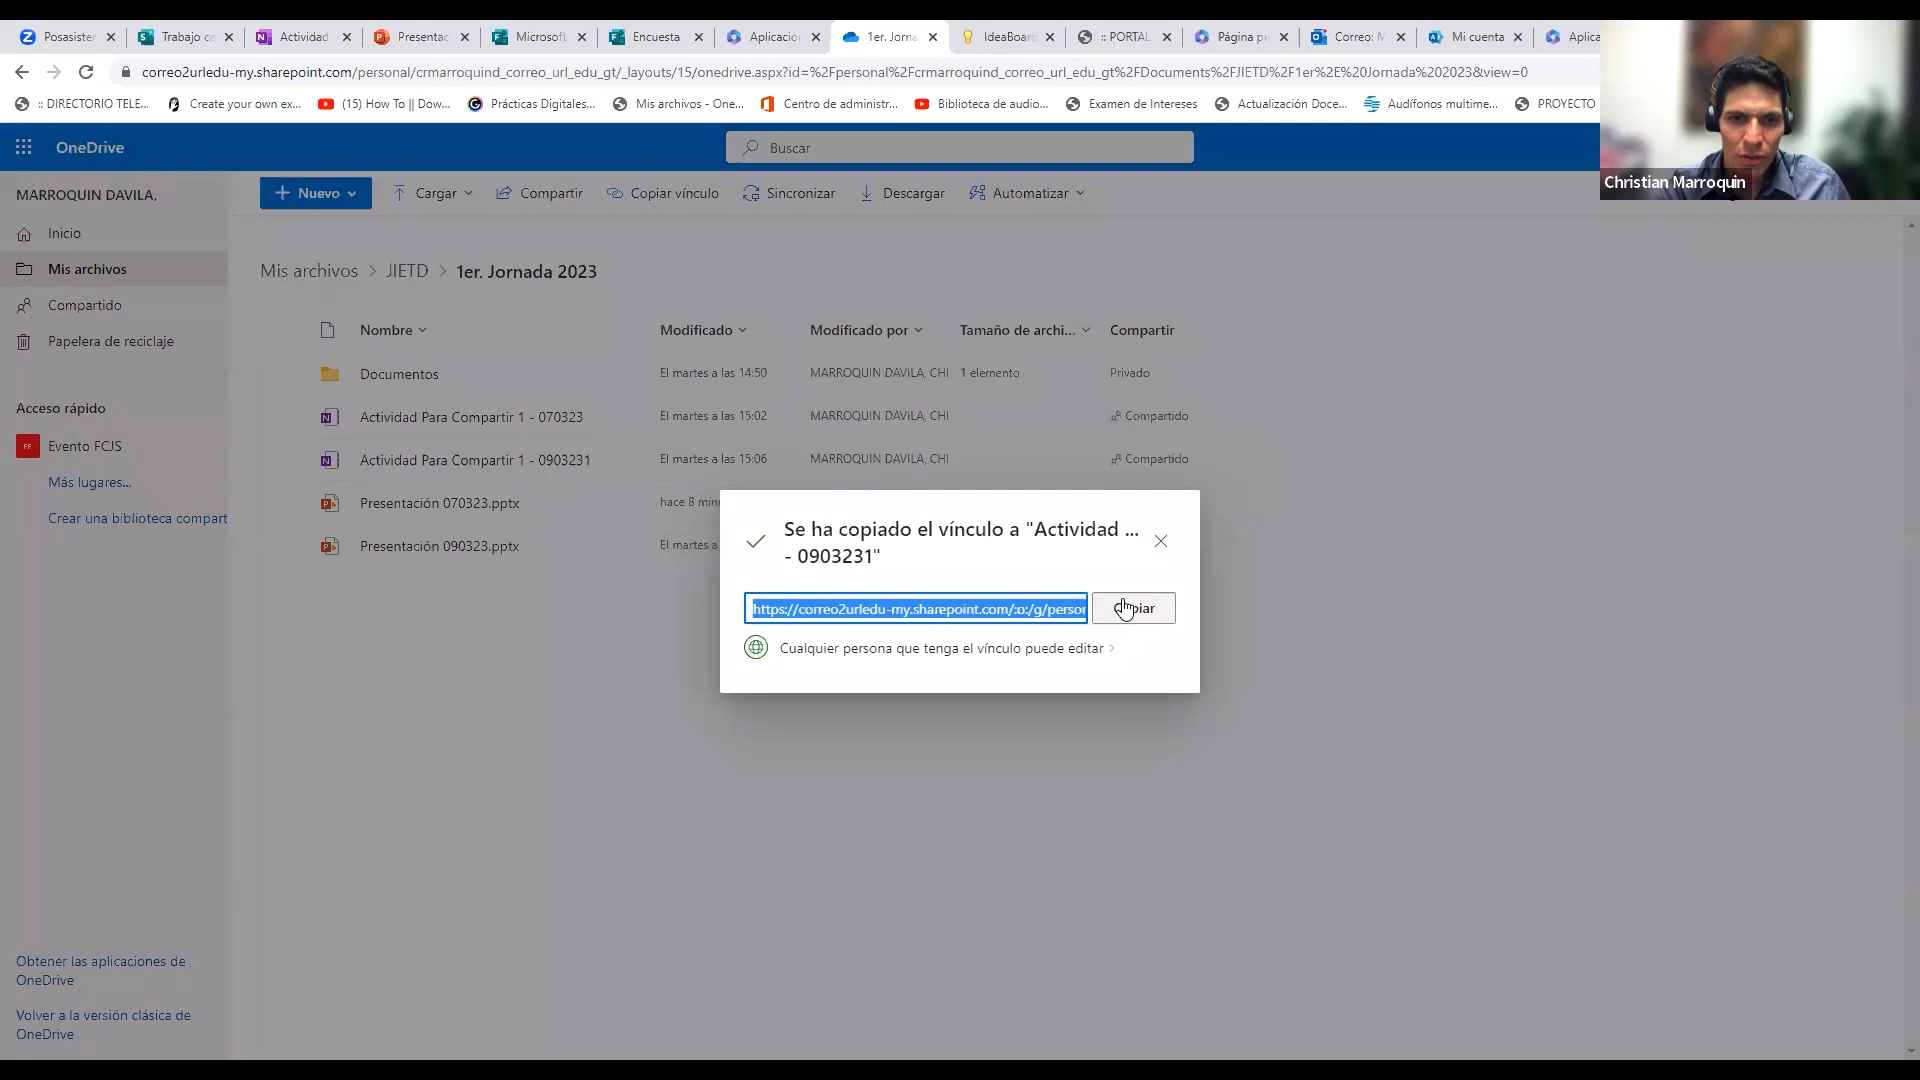 Posasister
Trabajo c
Actividad
Presentac
Microsoft
Encuesta
Aplicacio
1er. Jorna
IdeaBoard
:: PORTAL
Página p
Correo: M
Mi cuenta
Aplica
correo2urledu-my.sharepoint.com/personal/crmarroquind_correo_url_edu_gt/_layouts/15/onedrive.aspx?id=%2Fpersonal%2Fcrmarroquind_correo_url_edu_gt%2FDocuments%2FJIETD%2F1er%2E%20Jornada%202023&view=0
:: DIRECTORIO TELE...
Create your own ex...
(15) How To || Dow...
Prácticas Digitales...
Mis archivos - One...
Centro de administr...
Biblioteca de audio...
Examen de Intereses
Actualización Doce...
Audífonos multime...
PROYECTO
OneDrive
Buscar
Christian Marroquin
MARROQUIN DAVILA,
Nuevo
Cargar
Compartir
Copiar vínculo
Sincronizar
Descargar
Automatizar
Inicio
Mis archivos
Compartido
Papelera de reciclaje
Acceso rápido
FF
Evento FCJS
Más lugares...
Crear una biblioteca compart
Mis archivos > JIETD > 1er. Jornada 2023
Nombre Modificado Modificado por Tamaño de archi... Compartir
Documentos El martes a las 14:50 MARROQUIN DAVILA, CHI 1 elemento Privado
Actividad Para Compartir 1 - 070323 El martes a las 15:02 MARROQUIN DAVILA, CHI Compartido
Actividad Para Compartir 1 - 0903231 El martes a las 15:06 MARROQUIN DAVILA, CHI Compartido
Presentación 070323.pptx hace 8 min
Presentación 090323.pptx El martes a
Se ha copiado el vínculo a "Actividad ...
- 0903231"
https://correo2urledu-my.sharepoint.com/:o:/g/person
Cualquier persona que tenga el vínculo puede editar
Obtener las aplicaciones de
OneDrive
Volver a la versión clásica de
OneDrive